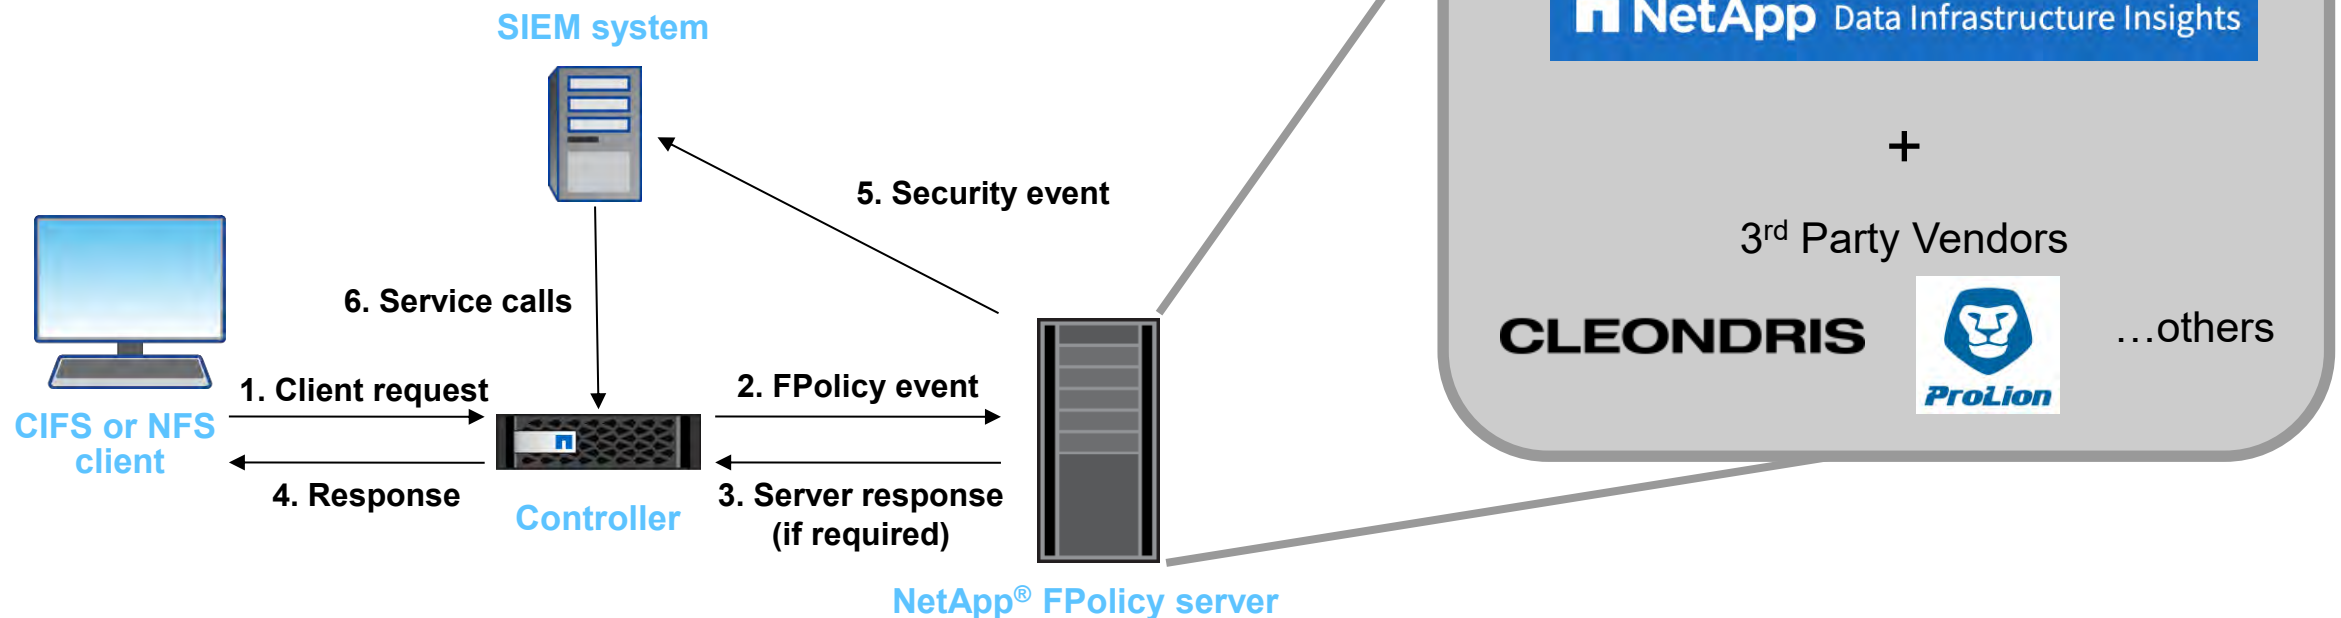 SIEM system
NetApp Data Infrastructure Insights
+
5. Security event
3rd Party Vendors
6. Service calls
CLEONDRIS
ProLion
...others
1. Client request
2. FPolicy event
CIFS or NFS
client
4. Response
Controller
3. Server response
(if required)
NetApp® FPolicy server